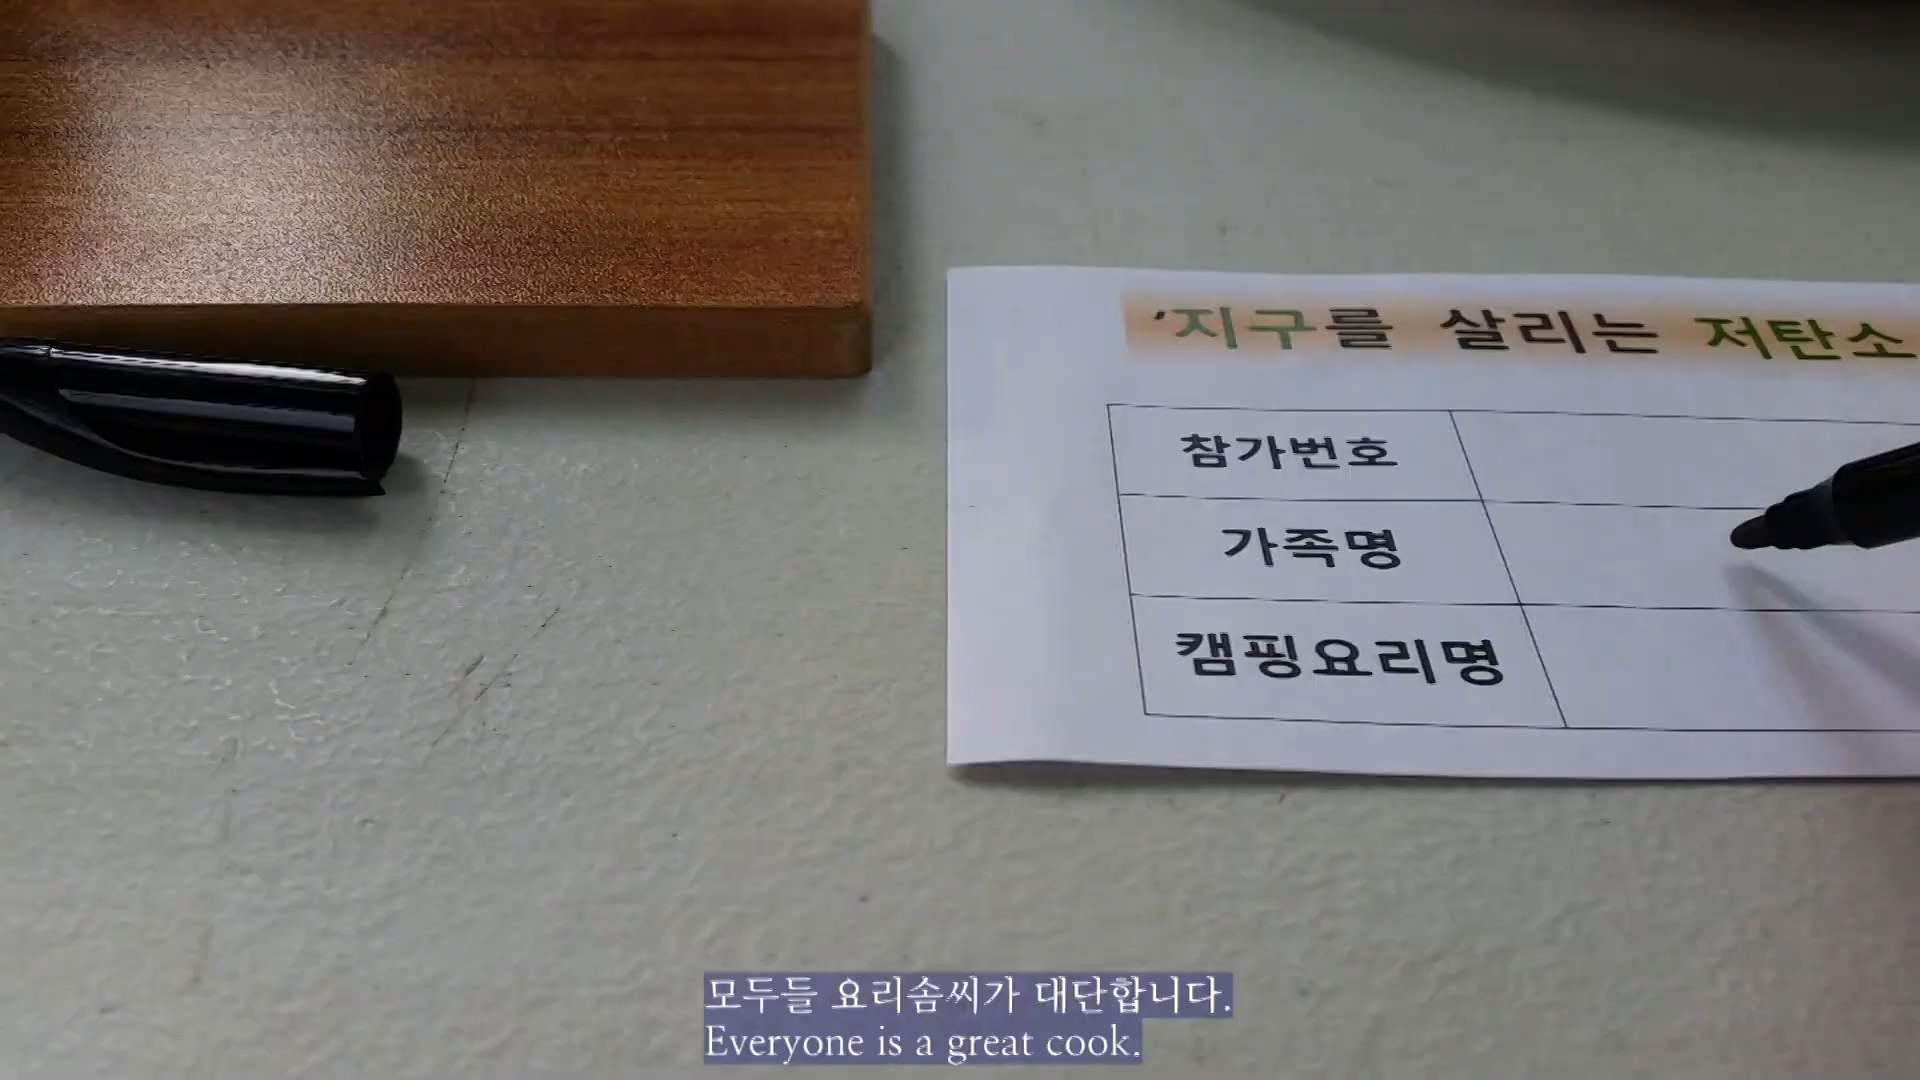 '지구를 살리는 저탄소
참가번호
가족명
캠핑요리명
모두들 요리솜씨가 대단합니다.
Everyone is a great cook.